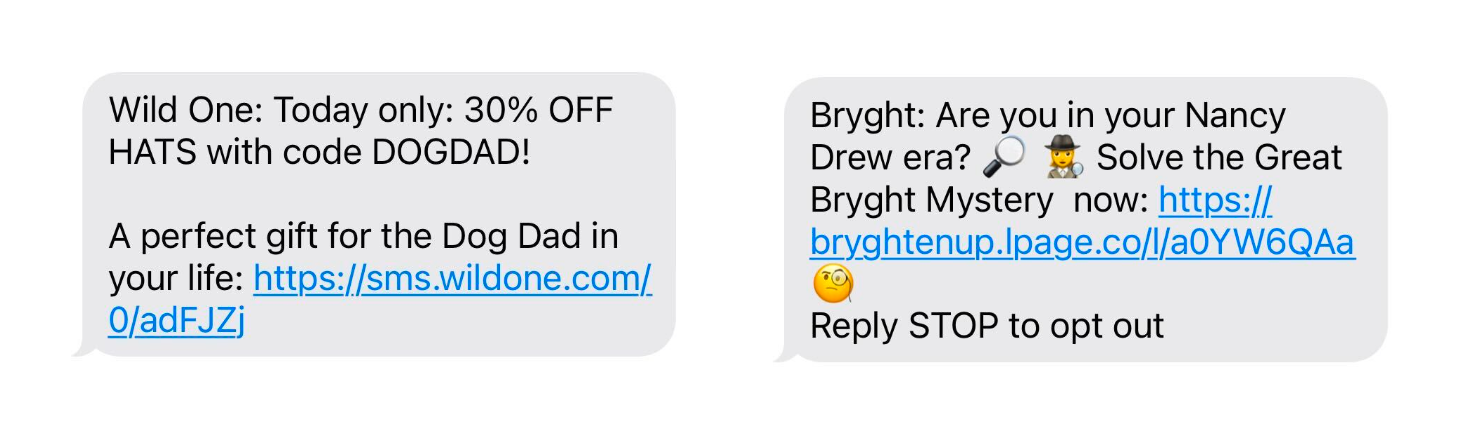 Wild One: Today only: 30% OFF
HATS with code DOGDAD!
A perfect gift for the Dog Dad in
your life: https://sms.wildone.com/
0/adFJZj
Bryght: Are you in your Nancy
Drew era? 🔎 🕵️‍♀️ Solve the Great
Bryght Mystery  now: https://
bryghtenup.lpage.co/l/a0YW6QAa
🧐
Reply STOP to opt out